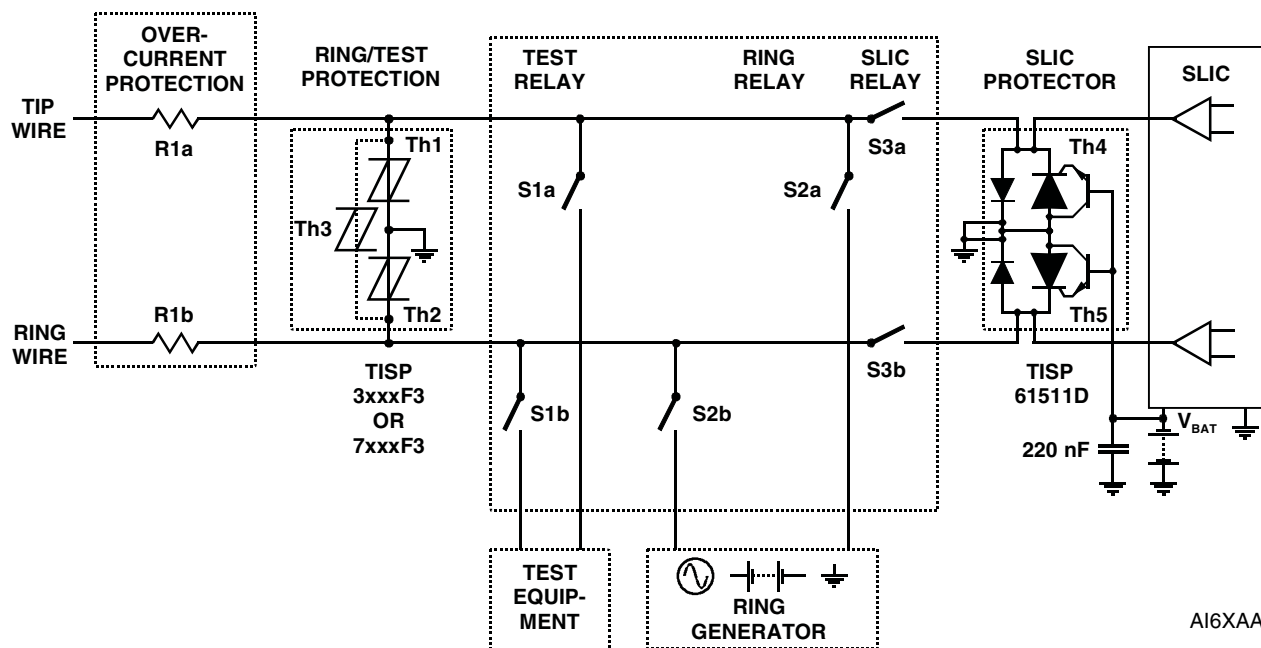 OVER-
CURRENT
PROTECTION
RING/TEST
PROTECTION
TEST
RELAY
RING
RELAY
SLIC
RELAY
SLIC
PROTECTOR
SLIC
TIP
WIRE
R1a
Th1
Th3
Th2
S1a
S2a
S3a
Th4
Th5
RING
WIRE
R1b
TISP
3xxxF3
OR
7xxxF3
S1b
S2b
S3b
TISP
61511D
220 nF
VBAT
TEST
EQUIP-
MENT
RING
GENERATOR
AI6XAA